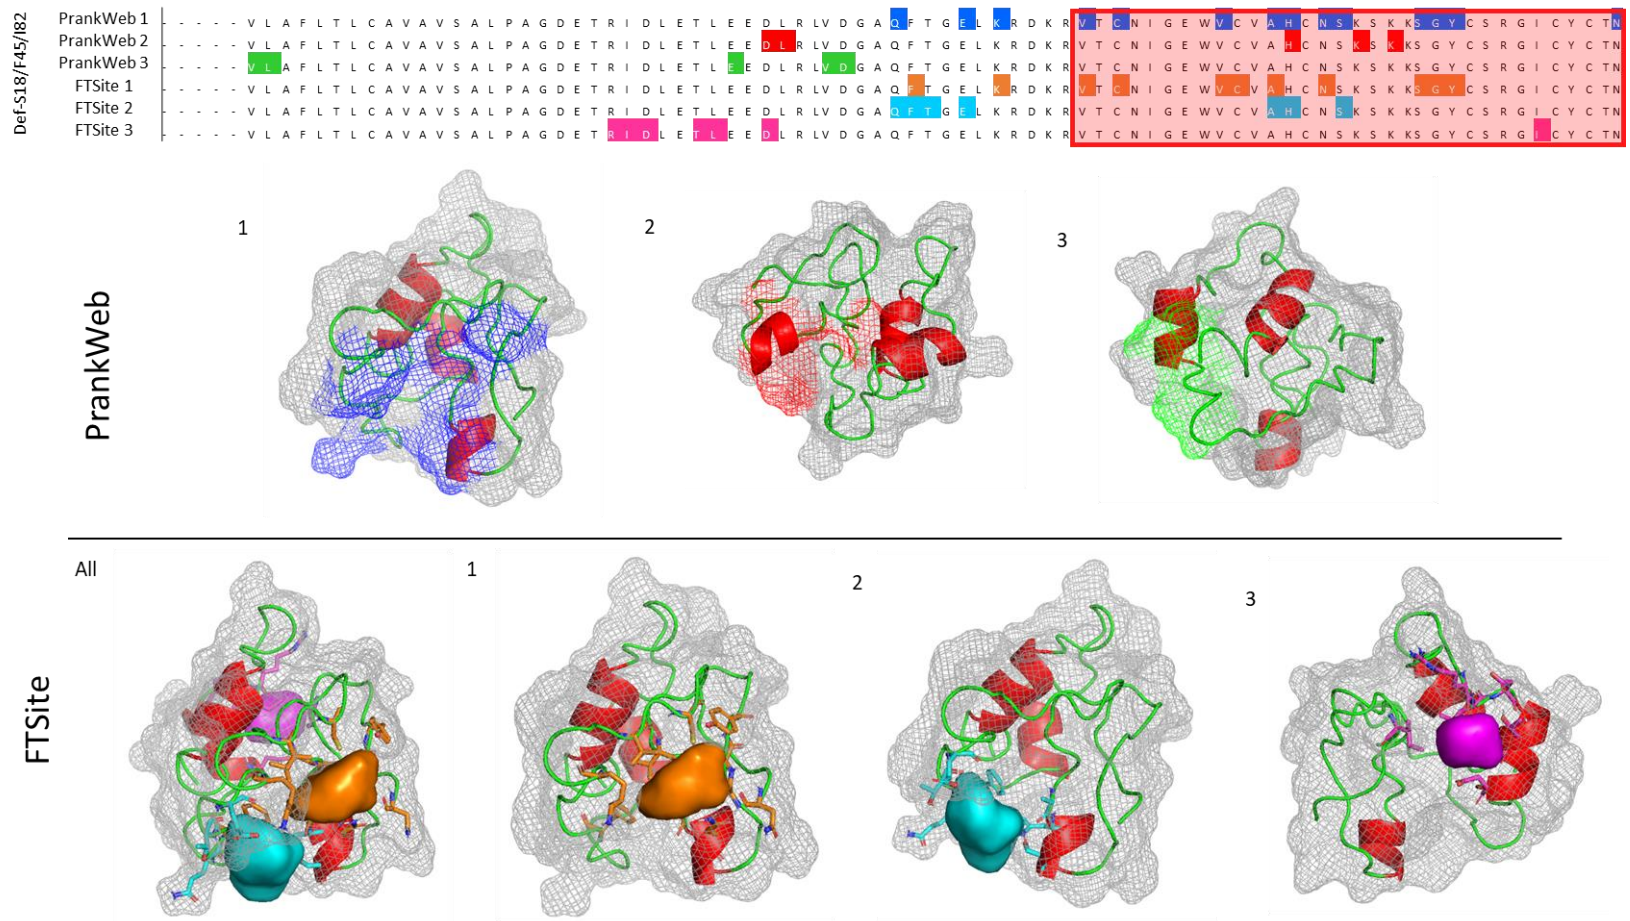 Def-S18/F45/I82
PrankWeb 1 - - - - - V L A F L T L C A V A V S A L P A G D E T R I D L E T L E E D L R L V D G A Q F T G E L K R D K R V T C N I G E W V C V A H C N S K S K K S G Y C S R G I C Y C T N
PrankWeb 2 - - - - - V L A F L T L C A V A V S A L P A G D E T R I D L E T L E E D L R L V D G A Q F T G E L K R D K R V T C N I G E W V C V A H C N S K S K K S G Y C S R G I C Y C T N
PrankWeb 3 - - - - - V L A F L T L C A V A V S A L P A G D E T R I D L E T L E E D L R L V D G A Q F T G E L K R D K R V T C N I G E W V C V A H C N S K S K K S G Y C S R G I C Y C T N
FTSite 1 - - - - - V L A F L T L C A V A V S A L P A G D E T R I D L E T L E E D L R L V D G A Q F T G E L K R D K R V T C N I G E W V C V A H C N S K S K K S G Y C S R G I C Y C T N
FTSite 2 - - - - - V L A F L T L C A V A V S A L P A G D E T R I D L E T L E E D L R L V D G A Q F T G E L K R D K R V T C N I G E W V C V A H C N S K S K K S G Y C S R G I C Y C T N
FTSite 3 - - - - - V L A F L T L C A V A V S A L P A G D E T R I D L E T L E E D L R L V D G A Q F T G E L K R D K R V T C N I G E W V C V A H C N S K S K K S G Y C S R G I C Y C T N
PrankWeb
1
2
3
FTSite
All
1
2
3